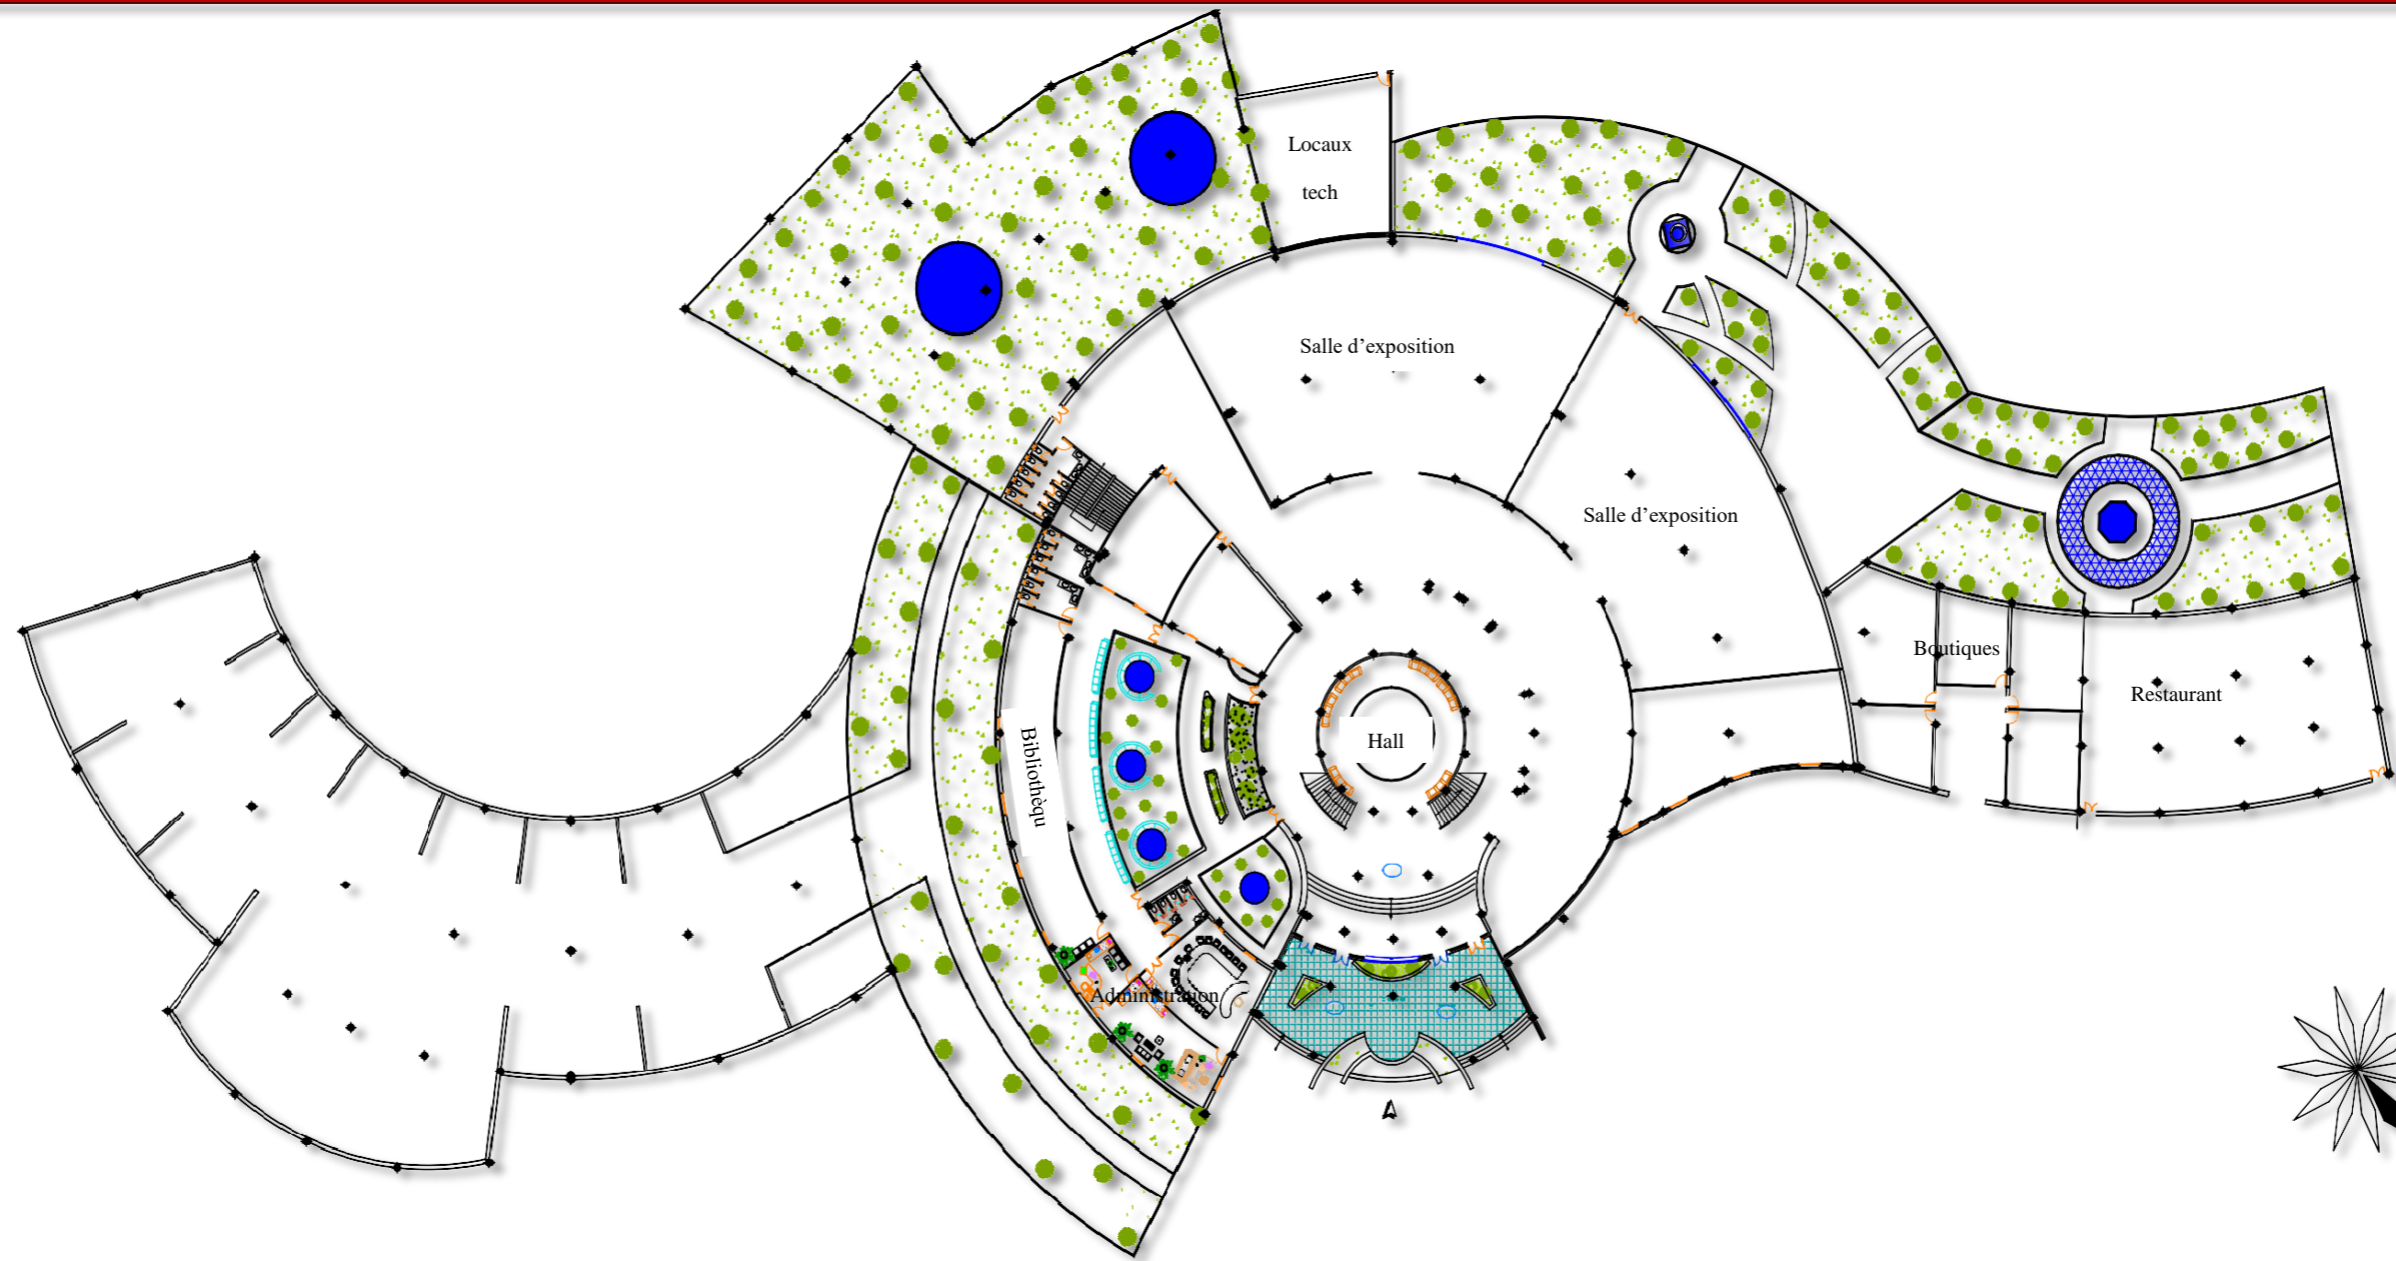 Locaux
tech
Salle d’exposition
Salle d’exposition
Boutiques
Restaurant
Hall
Bibliothèqu
Administration